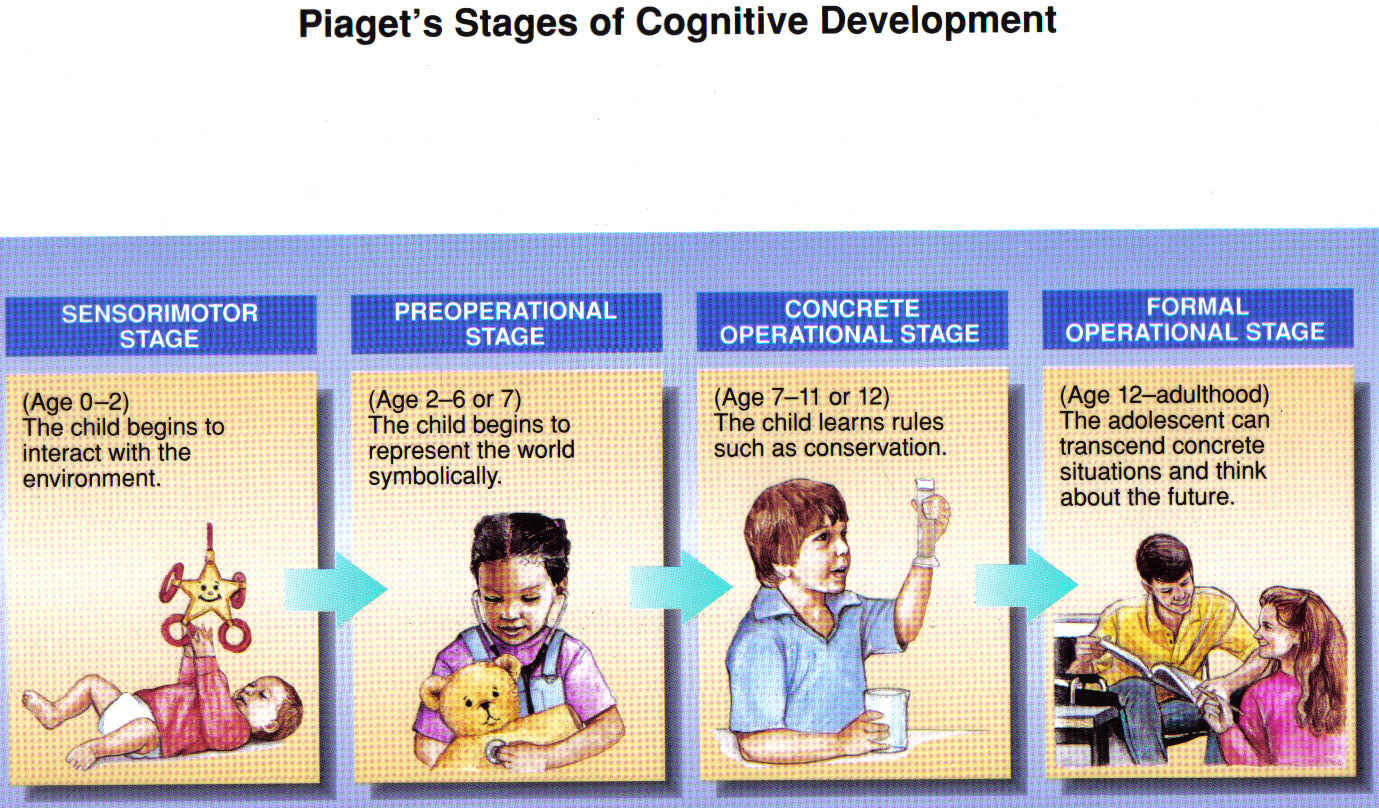 Piaget's Stages of Cognitive Development
SENSORIMOTOR
STAGE
(Age 0–2)
The child begins to
interact with the
environment.
PREOPERATIONAL
STAGE
(Age 2–6 or 7)
The child begins to
represent the world
symbolically.
CONCRETE
OPERATIONAL STAGE
(Age 7–11 or 12)
The child learns rules
such as conservation.
FORMAL
OPERATIONAL STAGE
(Age 12–adulthood)
The adolescent can
transcend concrete
situations and think
about the future.